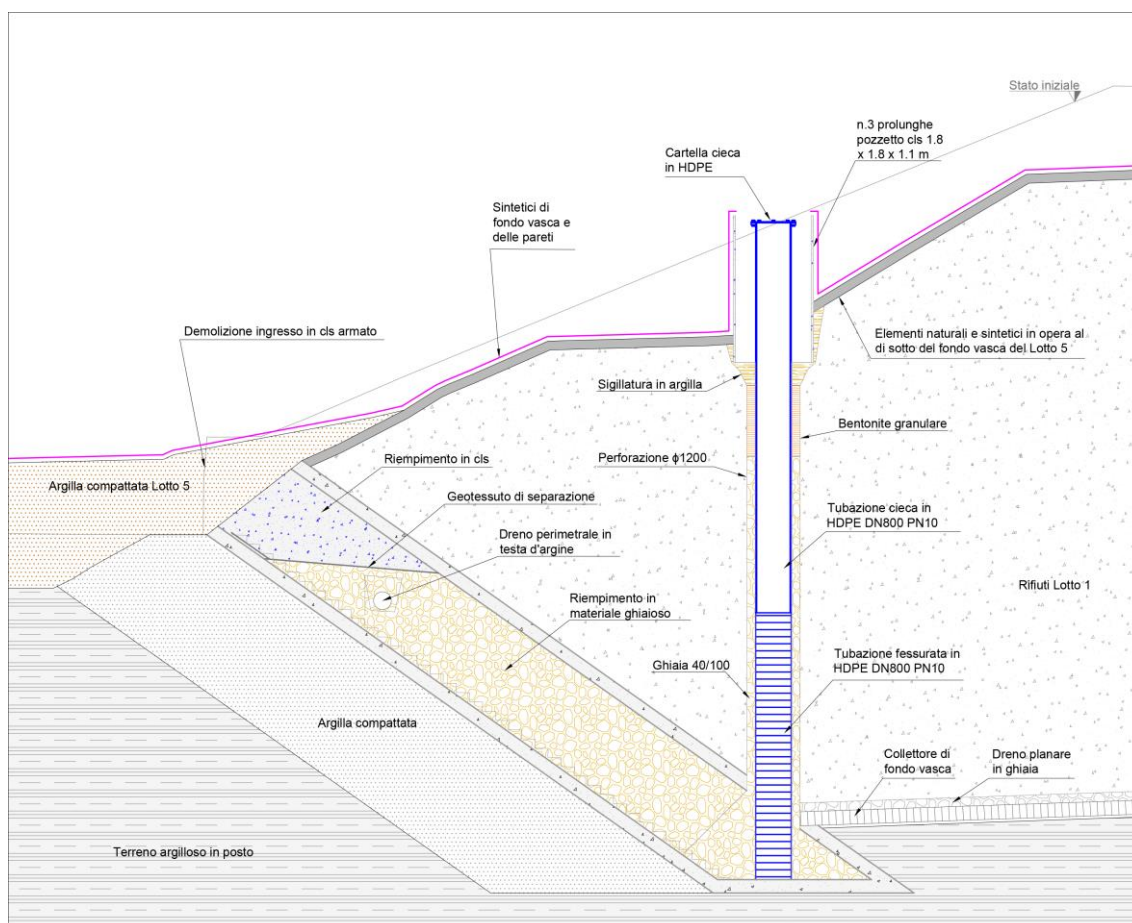 Stato iniziale
n.3 prolunghe
pozzetto cls 1.8
x 1.8 x 1.1 m
Cartella cieca
in HDPE
Sintetici di
fondo vasca e
delle pareti
Demolizione ingresso in cls armato
Elementi naturali e sintetici in opera al
di sotto del fondo vasca del Lotto 5
Sigillatura in argilla
Bentonite granulare
Riempimento in cls
Perforazione ϕ1200
Argilla compattata Lotto 5
Geotessuto di separazione
Tubazione cieca in
HDPE DN800 PN10
Dreno perimetrale in
testa d'argine
Rifiuti Lotto 1
Riempimento in
materiale ghiaioso
Ghiaia 40/100
Tubazione fessurata in
HDPE DN800 PN10
Argilla compattata
Collettore di
fondo vasca
Dreno planare
in ghiaia
Terreno argilloso in posto